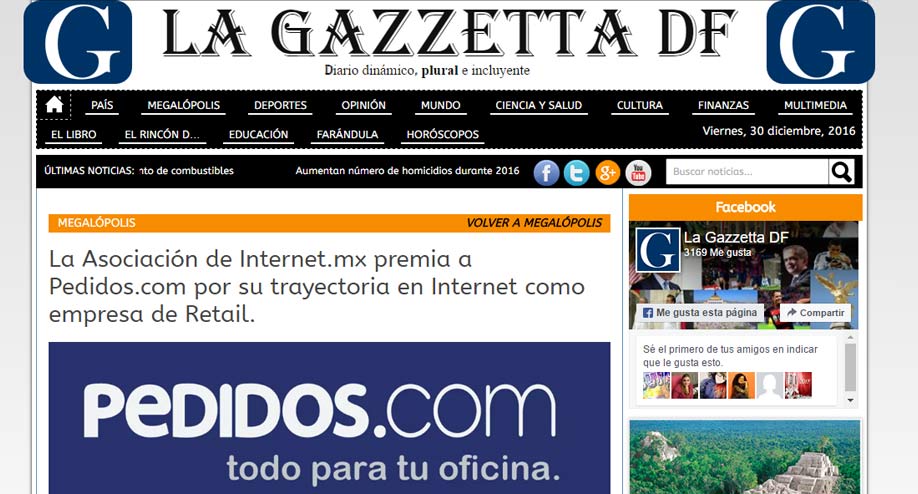 G LA GAZZETTA DF G
Diario dinámico, plural e incluyente
PAÍS MEGALÓPOLIS DEPORTES OPINIÓN MUNDO CIENCIA Y SALUD CULTURA FINANZAS MULTIMEDIA
EL LIBRO EL RINCÓN D... EDUCACIÓN FARÁNDULA HORÓSCOPOS Viernes, 30 diciembre, 2016
ÚLTIMAS NOTICIAS: nto de combustibles Aumentan número de homicidios durante 2016 f t g+ You Tube Buscar noticias...
MEGALÓPOLIS VOLVER A MEGALÓPOLIS
La Asociación de Internet.mx premia a
Pedidos.com por su trayectoria en Internet como
empresa de Retail.
PeDIDOS.com
todo para tu oficina.
Facebook
G La Gazzetta DF
3169 Me gusta
f Me gusta esta página Compartir
Sé el primero de tus amigos en indicar
que le gusta esto.